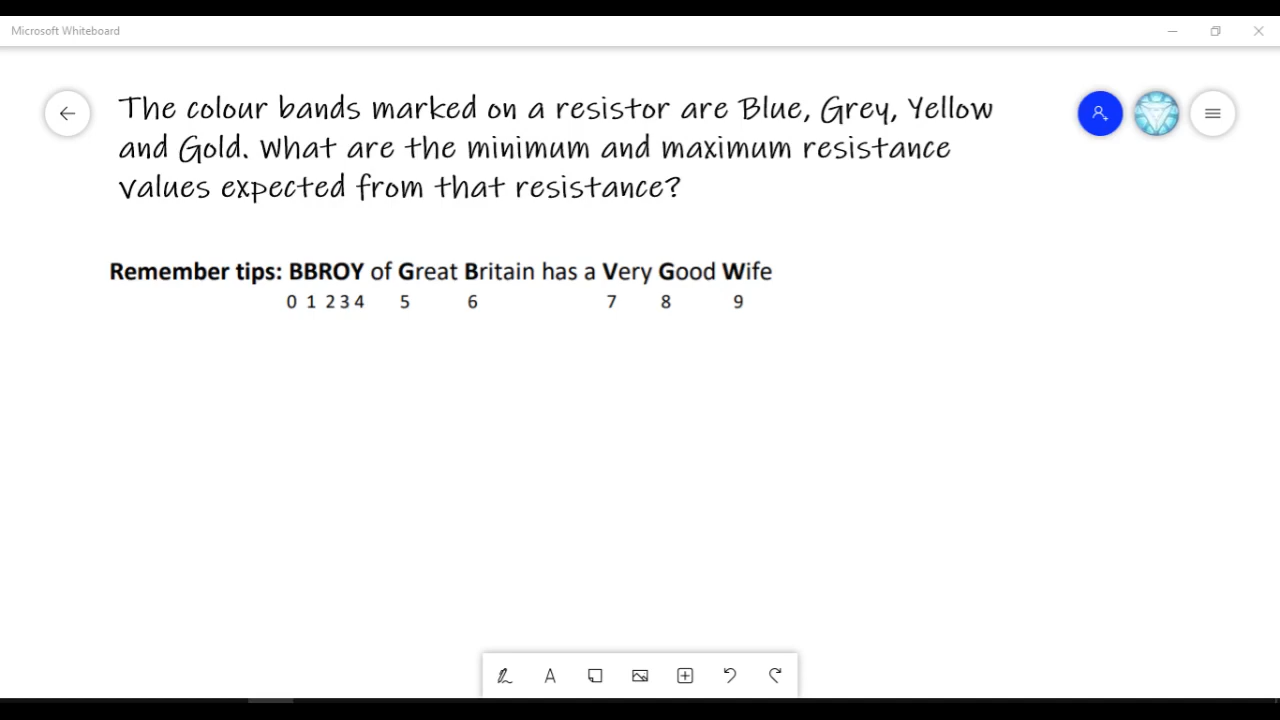 Microsoft Whiteboard
The colour bands marked on a resistor are Blue, Grey, Yellow
and Gold. What are the minimum and maximum resistance
values expected from that resistance?
Remember tips: BBROY of Great Britain has a Very Good Wife
0 1 2 3 4 5 6 7 8 9
A